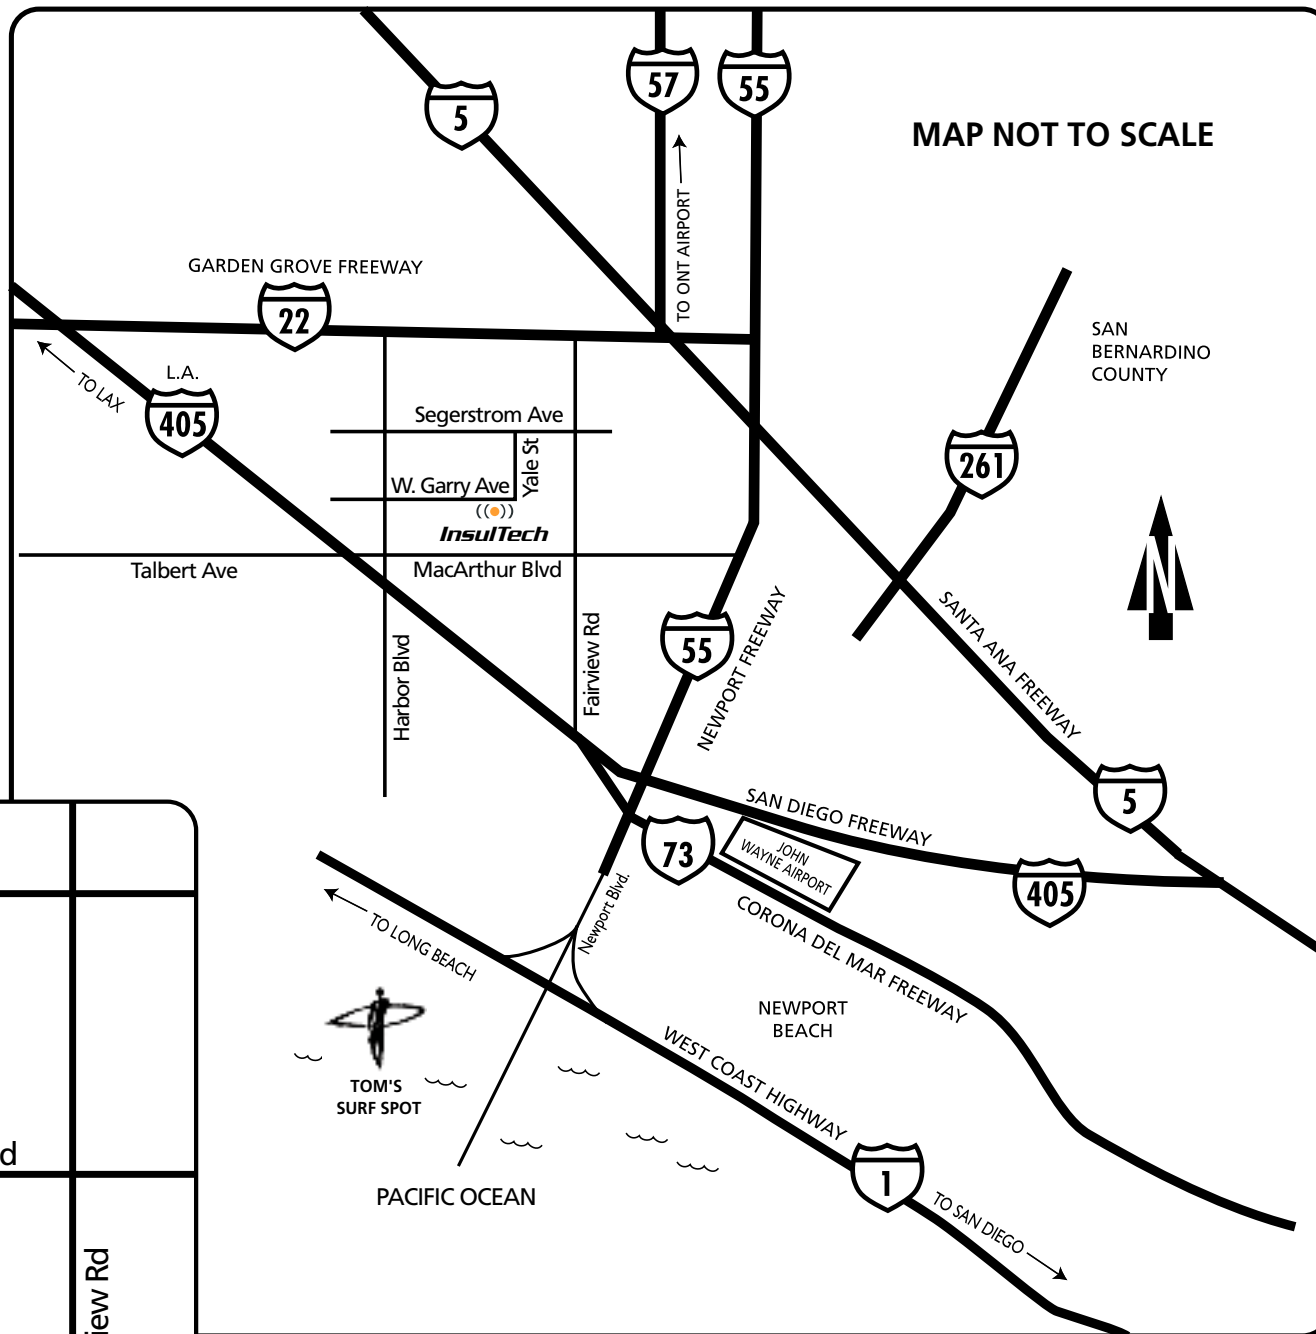 57
55
5
MAP NOT TO SCALE
TO ONT AIRPORT
GARDEN GROVE FREEWAY
22
SAN
BERNARDINO
COUNTY
L.A.
TO LAX
405
Segerstrom Ave
Yale St
W. Garry Ave
InsulTech
261
N
Talbert Ave
MacArthur Blvd
Harbor Blvd
Fairview Rd
55
NEWPORT FREEWAY
SANTA ANA FREEWAY
5
SAN DIEGO FREEWAY
73
JOHN
WAYNE AIRPORT
405
Newport Blvd.
CORONA DEL MAR FREEWAY
TO LONG BEACH
NEWPORT
BEACH
WEST COAST HIGHWAY
TOM'S
SURF SPOT
1
TO SAN DIEGO
PACIFIC OCEAN
d
iew Rd